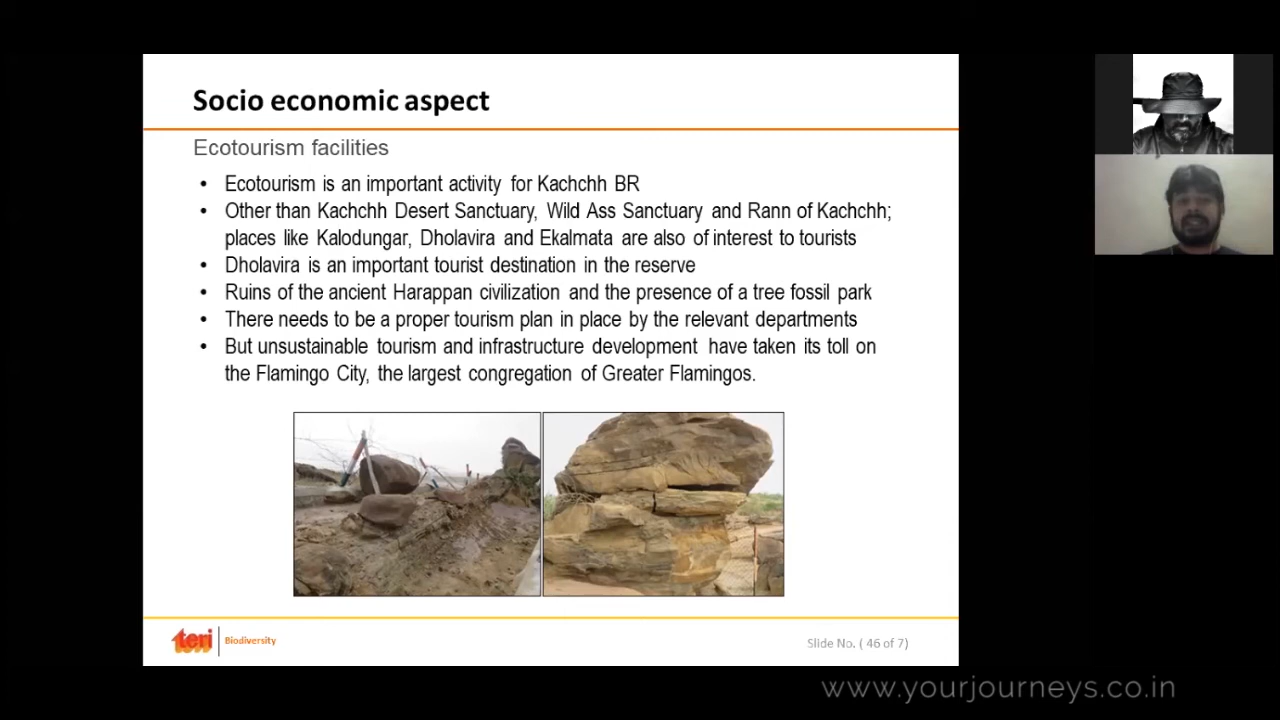 Socio economic aspect
Ecotourism facilities
• Ecotourism is an important activity for Kachchh BR
• Other than Kachchh Desert Sanctuary, Wild Ass Sanctuary and Rann of Kachchh;
places like Kalodungar, Dholavira and Ekalmata are also of interest to tourists
• Dholavira is an important tourist destination in the reserve
• Ruins of the ancient Harappan civilization and the presence of a tree fossil park
• There needs to be a proper tourism plan in place by the relevant departments
• But unsustainable tourism and infrastructure development have taken its toll on
the Flamingo City, the largest congregation of Greater Flamingos.
teri Biodiversity
Slide No. ( 46 of 7)
www.yourjourneys.co.in